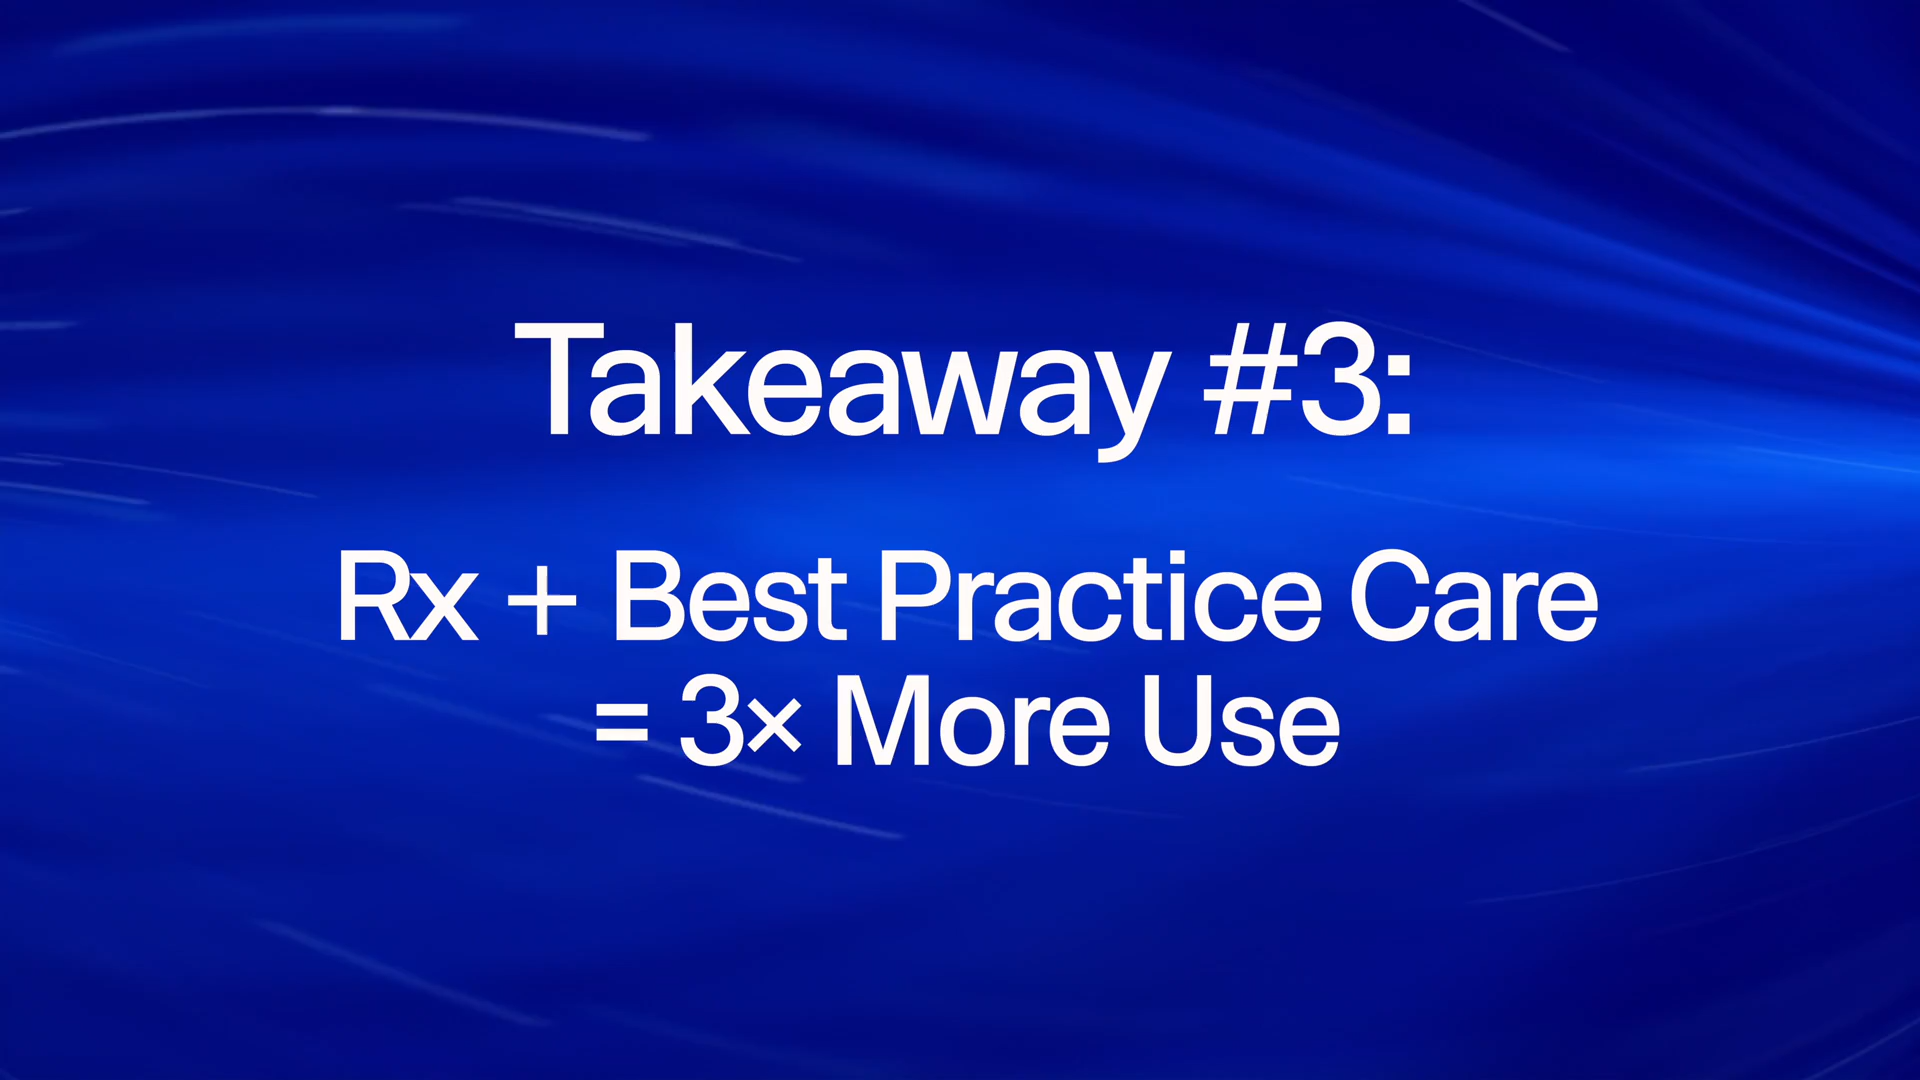 Takeaway #3:
Rx + Best Practice Care
= 3× More Use